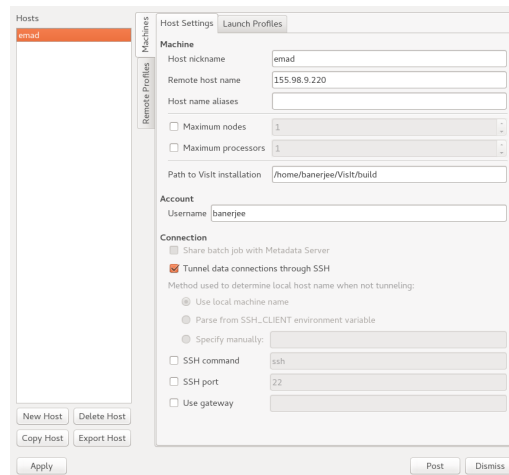 Hosts
emad
Machines
Remote Profiles
Host Settings
Launch Profiles
Machine
Host nickname
emad
Remote host name
155.98.9.220
Host name aliases
Maximum nodes
1
Maximum processors
1
Path to VisIt installation
/home/banerjee/VisIt/build
Account
Username
banerjee
Connection
Share batch job with Metadata Server
Tunnel data connections through SSH
Method used to determine local host name when not tunneling:
Use local machine name
Parse from SSH_CLIENT environment variable
Specify manually:
SSH command
ssh
SSH port
22
Use gateway
New Host
Delete Host
Copy Host
Export Host
Apply
Post
Dismiss